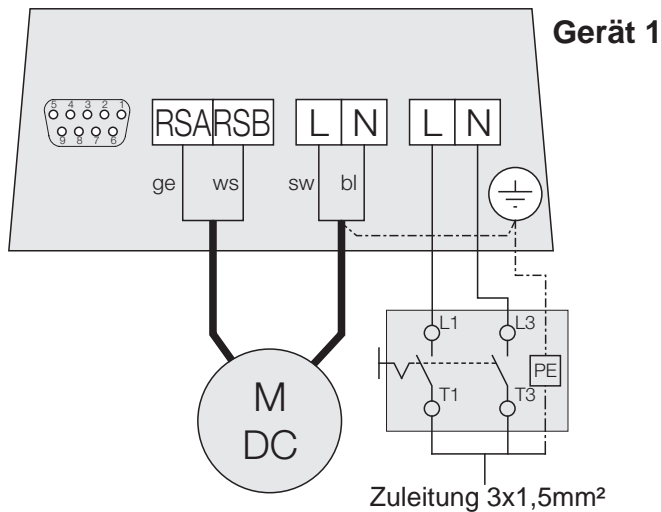 Gerät 1
5 4 3 2 1
9 8 7 6
RSA RSB L N L N
ge ws sw bl
L1 L3
PE
T1 T3
M
DC
Zuleitung 3x1,5mm²